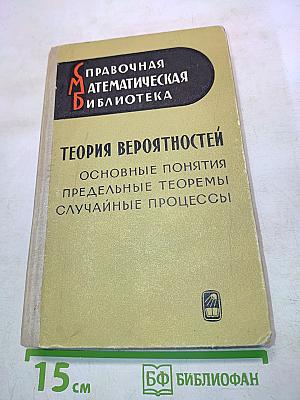 СПРАВОЧНАЯ
МАТЕМАТИЧЕСКАЯ
БИБЛИОТЕКА
ТЕОРИЯ ВЕРОЯТНОСТЕЙ
ОСНОВНЫЕ ПОНЯТИЯ
ПРЕДЕЛЬНЫЕ ТЕОРЕМЫ
СЛУЧАЙНЫЕ ПРОЦЕССЫ
15 см
БФ БИБЛИОФАН